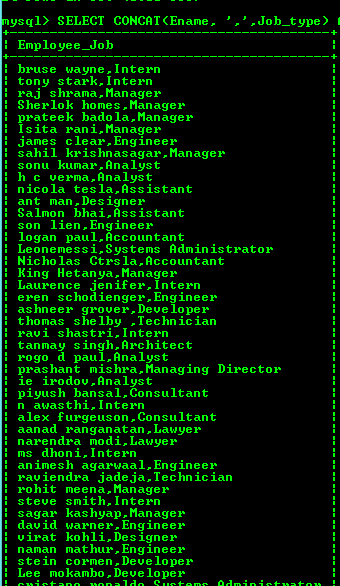 mysql> SELECT CONCAT(Ename, ',',Job_type)
Employee_Job
bruse wayne,Intern
tony stark,Intern
raj shrama,Manager
Sherlok homes,Manager
prateek badola,Manager
Isita rani,Manager
james clear,Engineer
sahil krishnasagar,Manager
sonu kumar,Analyst
h c verma,Analyst
nicola tesla,Assistant
ant man,Designer
Salmon bhai,Assistant
son lien,Engineer
logan paul,Accountant
Leonemessi,Systems Administrator
Nicholas Ctrsla,Accountant
King Hetanya,Manager
Laurence jenifer,Intern
eren schodienger,Engineer
ashneer grover,Developer
thomas shelby ,Technician
ravi shastri,Intern
tanmay singh,Architect
rogo d paul,Analyst
prashant mishra,Managing Director
ie irodov,Analyst
piyush bansal,Consultant
n awasthi,Intern
alex furgeuson,Consultant
aanad ranganatan,Lawyer
narendra modi,Lawyer
ms dhoni,Intern
animesh agarwaal,Engineer
raviendra jadeja,Technician
rohit meena,Manager
steve smith,Intern
sagar kashyap,Manager
david warner,Engineer
virat kohli,Designer
naman mathur,Engineer
stein cormen,Developer
Lee mokambo,Developer
cristano ronaldo,Systems Administrator